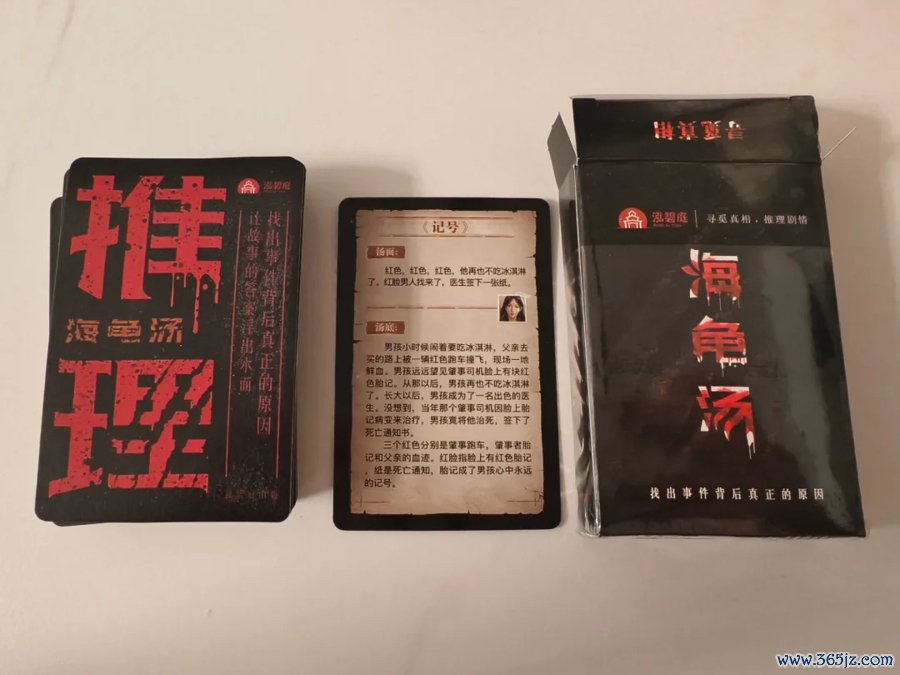 推
理
海龟汤
泓碧庭
找出事件背后真正的原因
让故事的答案浮出水面
《记号》
汤面:
红色，红色，红色，他再也不吃冰淇淋
了。红脸男人找来了，医生签下一张纸。
汤底:
男孩小时候闹着要吃冰淇淋，父亲去
买的路上被一辆红色跑车撞飞，现场一地
鲜血。男孩远远望见肇事司机脸上有块红
色胎记。从那以后，男孩再也不吃冰淇淋
了。长大以后，男孩成为了一名出色的医
生。没想到，当年那个肇事司机因脸上胎
记病变来治疗，男孩竟将他治死，签下了
死亡通知书。
三个红色分别是肇事跑车，肇事者胎
记和父亲的血迹。红脸指脸上有红色胎记
，纸是死亡通知，胎记成了男孩心中永远
的记号。
寻觅真相
泓碧庭
寻觅真相，推理剧情
海
龟
汤
找出事件背后真正的原因
www.365jz.com